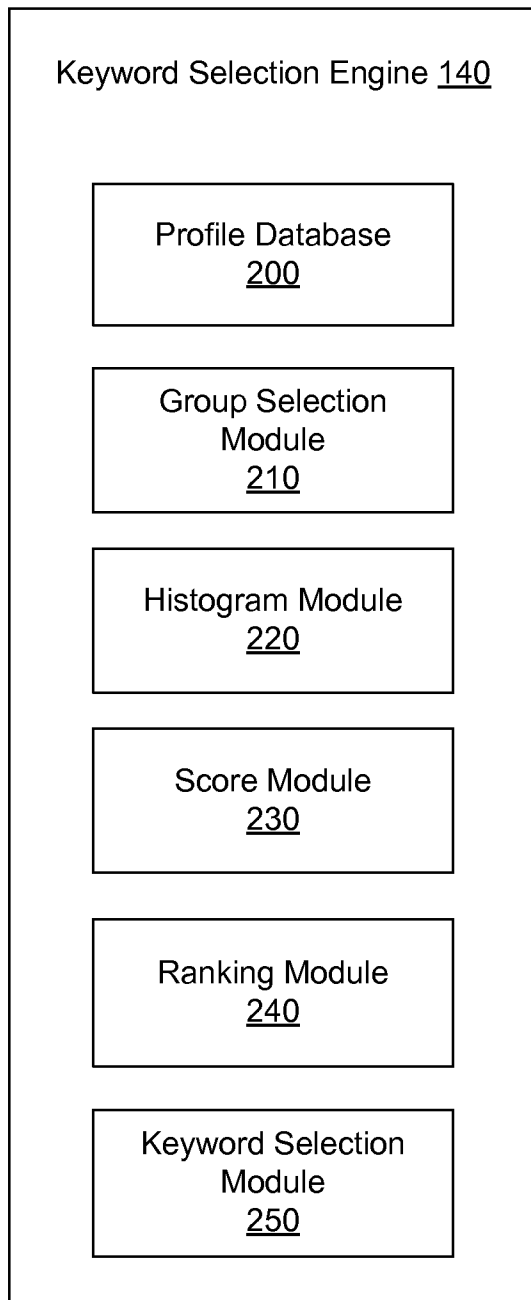 Keyword Selection Engine 140
Profile Database
200
Group Selection
Module
210
Histogram Module
220
Score Module
230
Ranking Module
240
Keyword Selection
Module
250